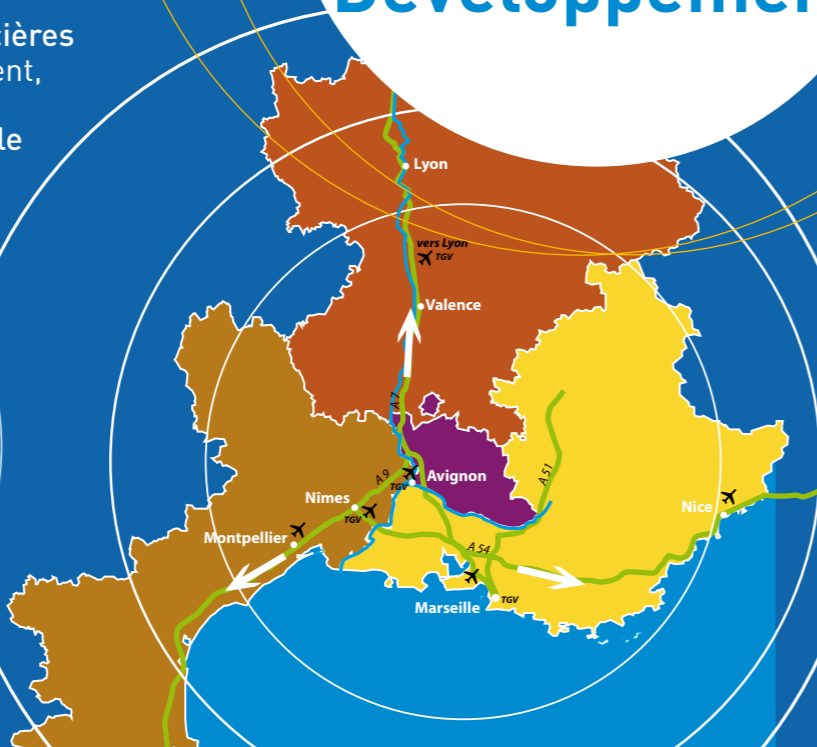 Développemen
ières
ent,
le
Lyon
vers Lyon
TGV
Valence
A 7
Avignon
A 9
TGV
Nîmes
TGV
A 51
Nice
Montpellier
A 54
Marseille
TGV